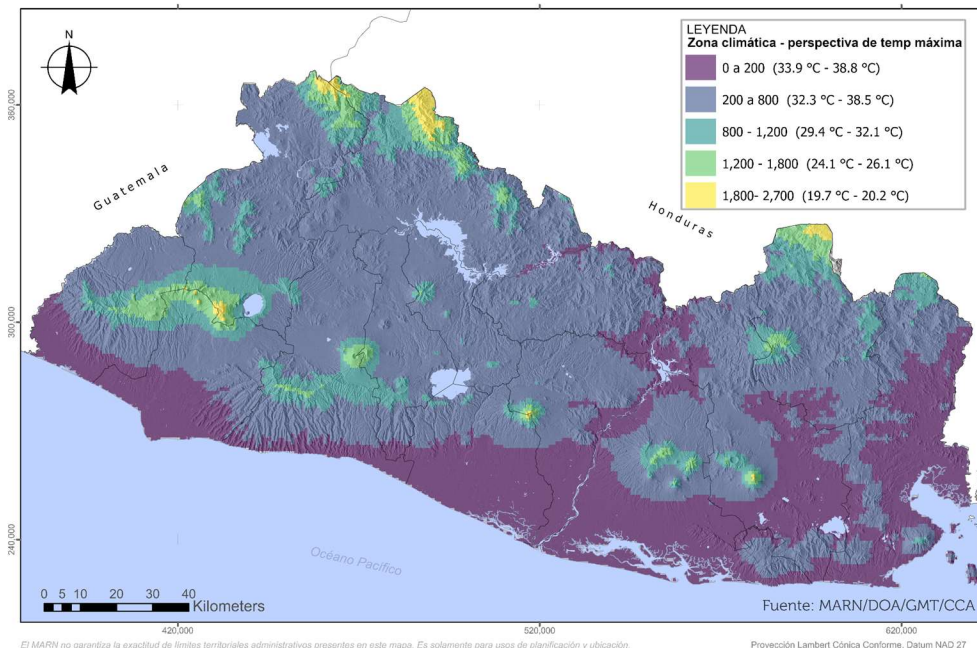 LEYENDA
Zona climática - perspectiva de temp máxima
0 a 200 (33.9 °C - 38.8 °C)
200 a 800 (32.3 °C - 38.5 °C)
800 - 1,200 (29.4 °C - 32.1 °C)
1,200 - 1,800 (24.1 °C - 26.1 °C)
1,800- 2,700 (19.7 °C - 20.2 °C)
N
360,000
Guatemala
Honduras
300,000
240,000
Océano Pacífico
0 5 10 20 30 40
Kilometers
Fuente: MARN/DOA/GMT/CCA
420,000 520,000 620,000
El MARN no garantiza la exactitud de límites territoriales administrativos presentes en este mapa. Es solamente para usos de planificación y ubicación.
Proyección Lambert Cónica Conforme. Datum NAD 27